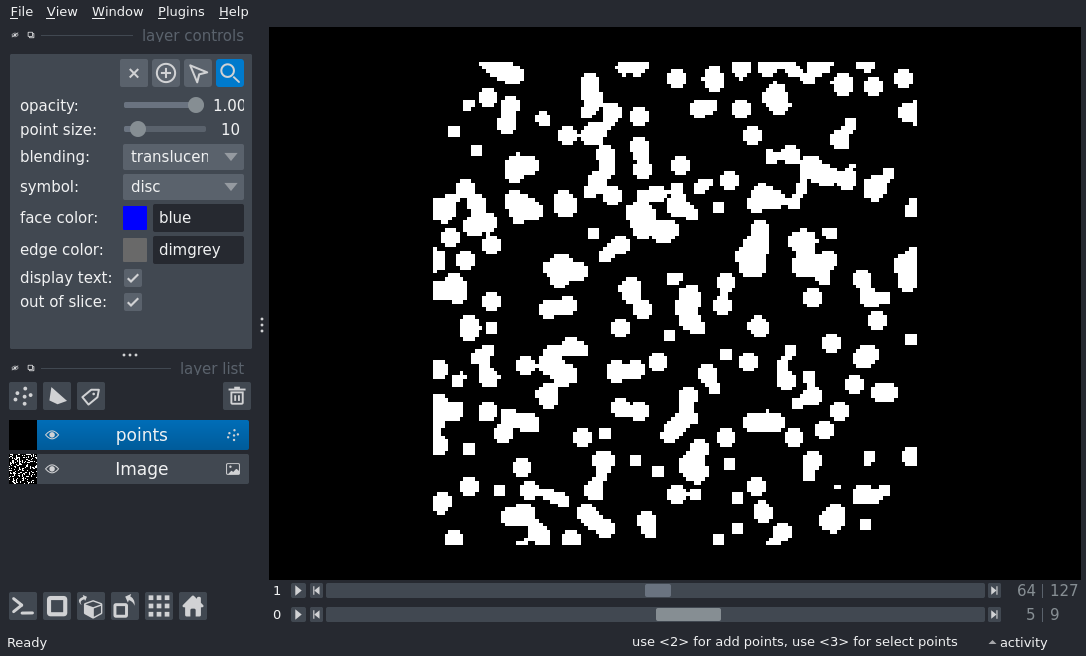 File View Window Plugins Help
layer controls
opacity: 1.00
point size: 10
blending: translucen
symbol: disc
face color: blue
edge color: dimgrey
display text:
out of slice:
layer list
points
Image
1 64 | 127
0 5 | 9
Ready use <2> for add points, use <3> for select points activity